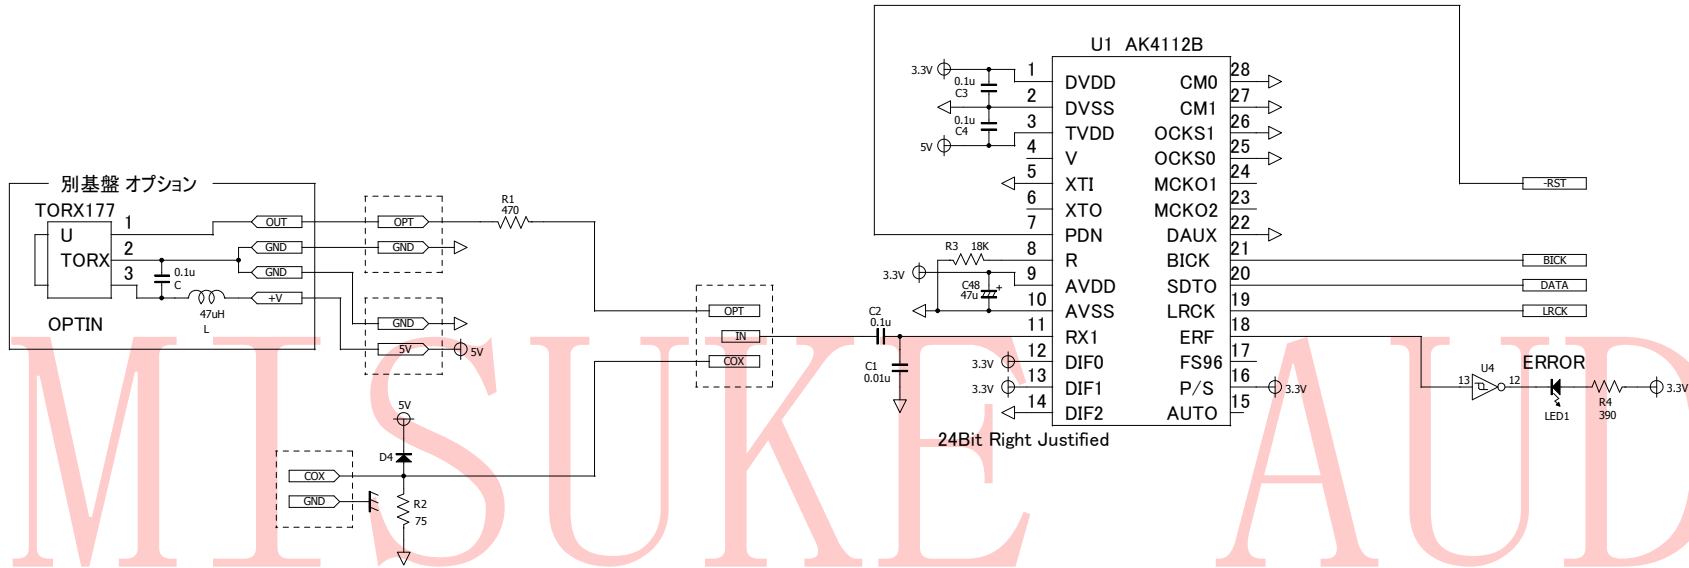 U1 AK4112B
3.3V
0.1u
C3
0.1u
C4
5V
1 DVDD
2 DVSS
3 TVDD
4 V
5 XTI
6 XTO
7 PDN
8 R
9 AVDD
10 AVSS
11 RX1
12 DIF0
13 DIF1
14 DIF2
CM0 28
CM1 27
OCKS1 26
OCKS0 25
MCKO1 24
MCKO2 23
DAUX 22
BICK 21
SDTO 20
LRCK 19
ERF 18
FS96 17
P/S 16
AUTO 15
24Bit Right Justified
-RST
BICK
DATA
LRCK
R3 18K
3.3V
C48
47u
+
3.3V
3.3V
3.3V
13
U4
12
ERROR
LED1
R4
390
3.3V
別基盤 オプション
TORX177
U
TORX
1
2
3
0.1u
C
47uH
L
OPTIN
OUT
GND
GND
+V
OPT
GND
GND
5V
5V
R1
470
OPT
IN
COX
C2
0.1u
C1
0.01u
5V
D4
COX
GND
R2
75
MISUKE AUD